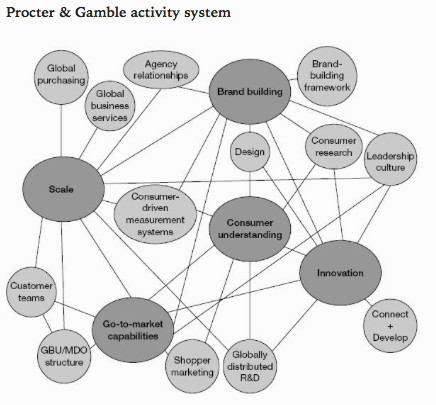 Procter & Gamble activity system
Global
purchasing
Agency
relationships
Brand-
building
framework
Global
business
services
Brand building
Design
Consumer
research
Leadership
culture
Scale
Consumer-
driven
measurement
systems
Consumer
understanding
Innovation
Customer
teams
Go-to-market
capabilities
Connect
+
Develop
GBU/MDO
structure
Shopper
marketing
Globally
distributed
R&D